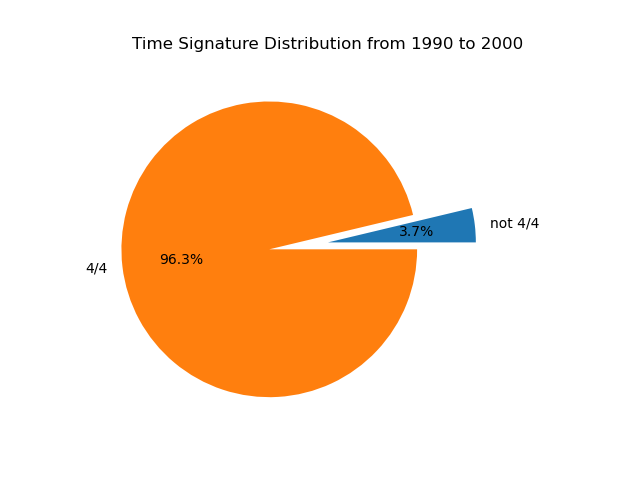 Time Signature Distribution from 1990 to 2000
not 4/4
3.7%
96.3%
4/4